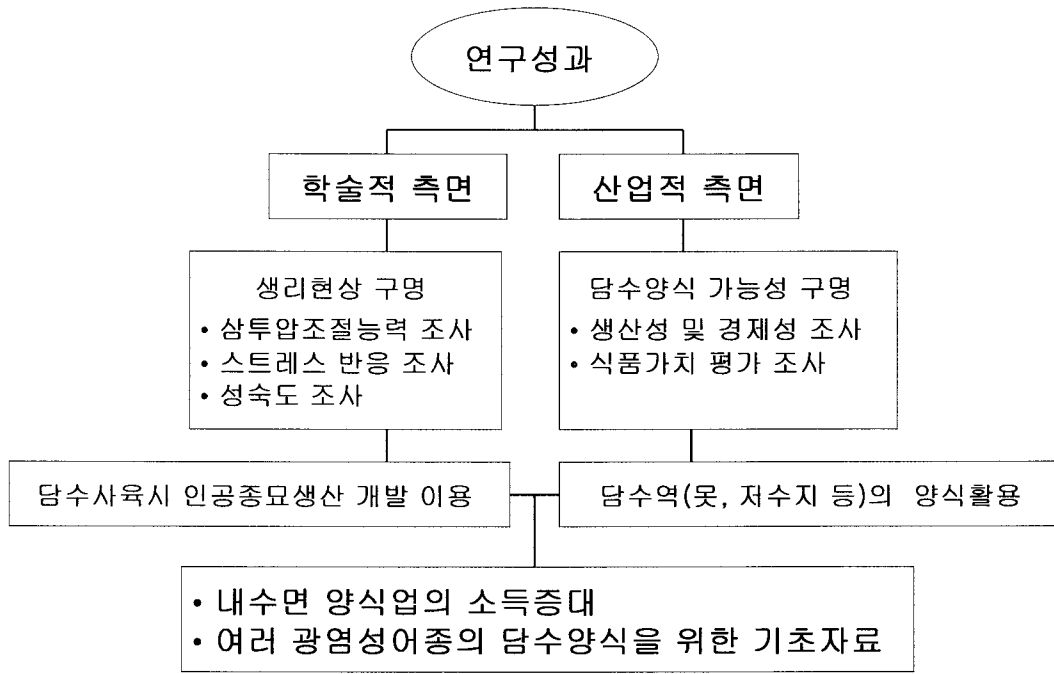 연구성과
학술적 측면
산업적 측면
생리현상 구명
• 삼투압조절능력 조사
• 스트레스 반응 조사
• 성숙도 조사
담수양식 가능성 구명
• 생산성 및 경제성 조사
• 식품가치 평가 조사
담수사육시 인공종묘생산 개발 이용
담수역(못, 저수지 등)의 양식활용
• 내수면 양식업의 소득증대
• 여러 광염성어종의 담수양식을 위한 기초자료